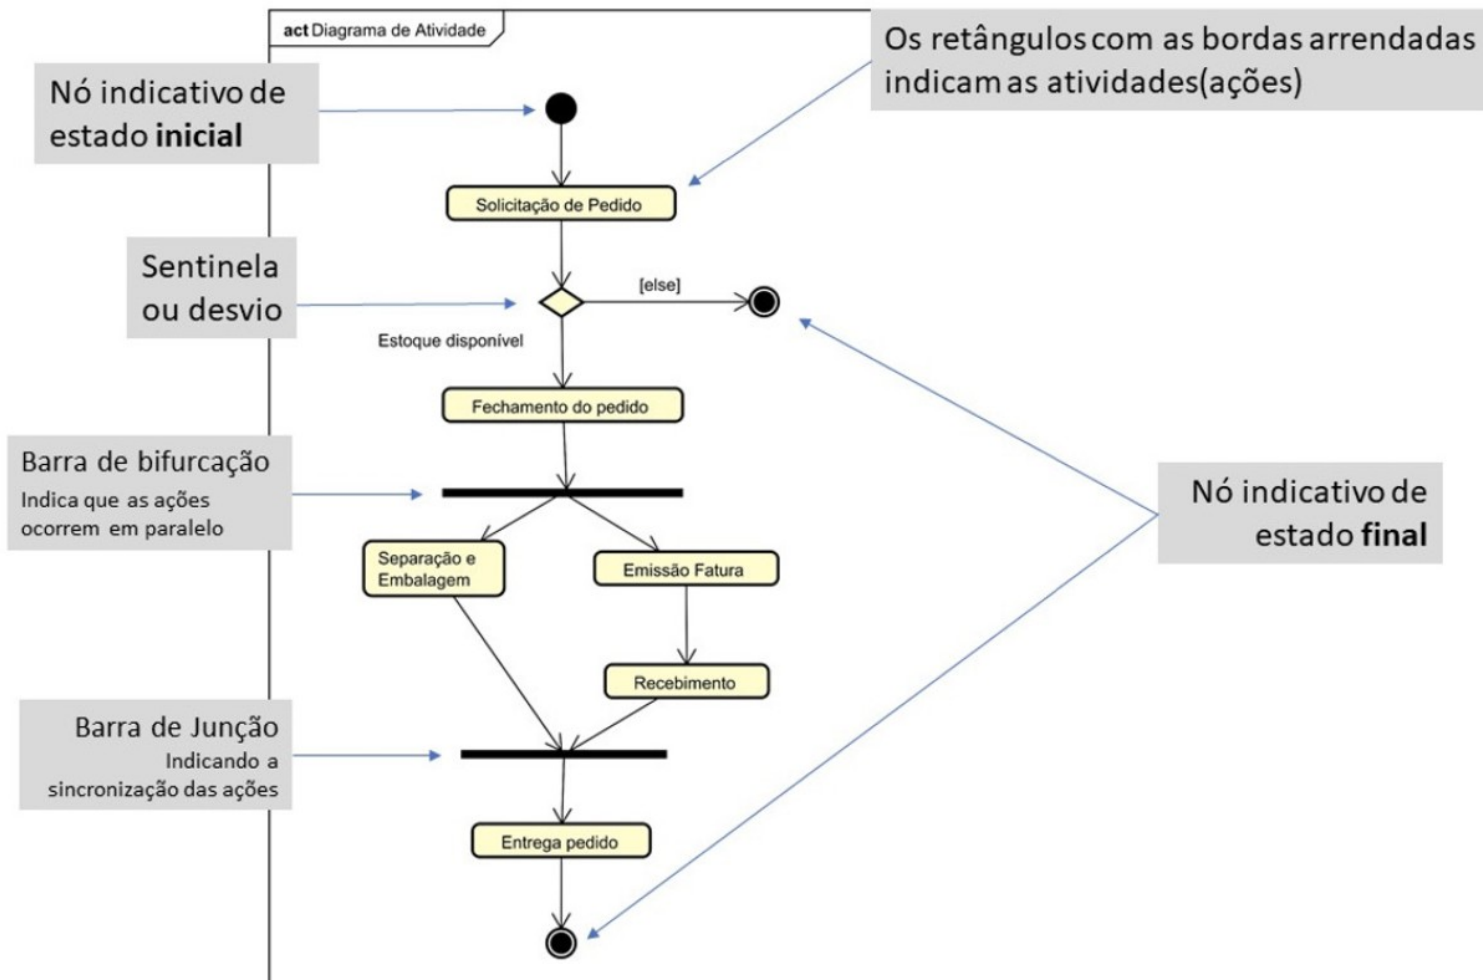 act Diagrama de Atividade
Os retângulos com as bordas arrendadas
indicam as atividades(ações)
Nó indicativo de
estado inicial
Solicitação de Pedido
Sentinela
ou desvio
[else]
Estoque disponível
Fechamento do pedido
Barra de bifurcação
Indica que as ações
ocorrem em paralelo
Nó indicativo de
estado final
Separação e
Embalagem
Emissão Fatura
Recebimento
Barra de Junção
Indicando a
sincronização das ações
Entrega pedido